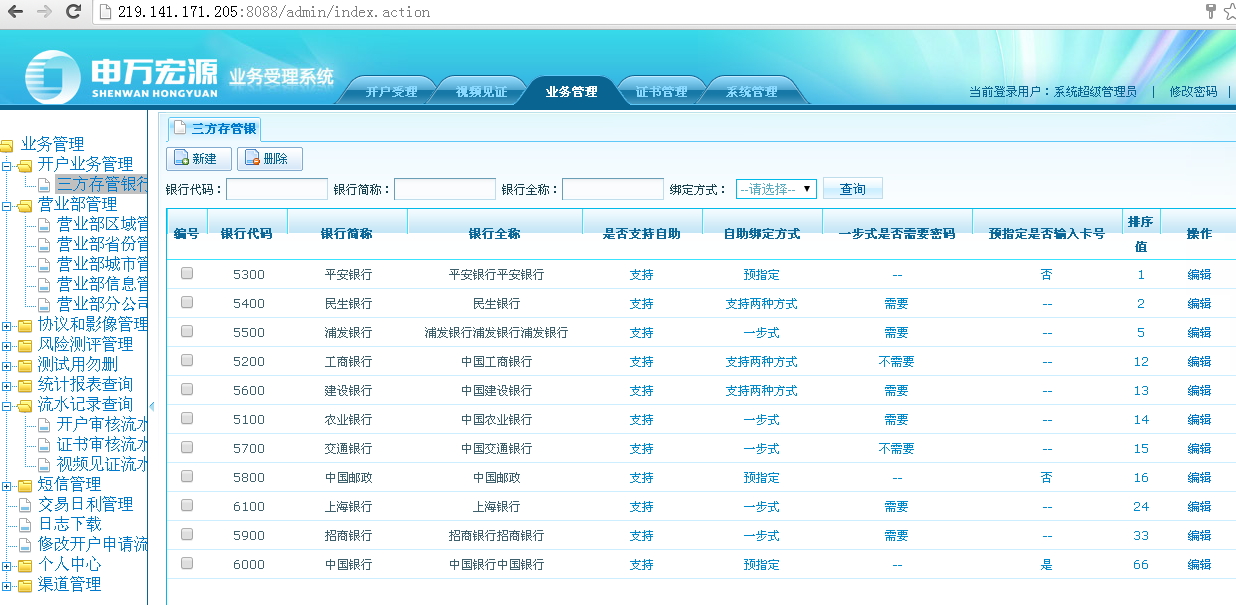 219.141.171.205:8088/admin/index.action
申万宏源 业务受理系统
SHENWAN HONGYUAN
开户受理 视频见证 业务管理 证书管理 系统管理
当前登录用户：系统超级管理员 | 修改密码 |
业务管理
开户业务管理
三方存管银行
营业部管理
营业部区域管
营业部省份管
营业部城市管
营业部信息管
营业部分公司
协议和影像管理
风险测评管理
测试用勿删
统计报表查询
流水记录查询
开户审核流水
证书审核流水
视频见证流水
短信管理
交易日利管理
日志下载
修改开户申请流
个人中心
渠道管理
三方存管银
新建 删除
银行代码： 银行简称： 银行全称： 绑定方式： --请选择-- 查询
编号 银行代码 银行简称 银行全称 是否支持自助 自助绑定方式 一步式是否需要密码 预指定是否输入卡号 排序值 操作
5300 平安银行 平安银行平安银行 支持 预指定 -- 否 1 编辑
5400 民生银行 民生银行 支持 支持两种方式 需要 -- 2 编辑
5500 浦发银行 浦发银行浦发银行浦发银行 支持 一步式 需要 -- 5 编辑
5200 工商银行 中国工商银行 支持 支持两种方式 不需要 -- 12 编辑
5600 建设银行 中国建设银行 支持 支持两种方式 需要 -- 13 编辑
5100 农业银行 中国农业银行 支持 一步式 需要 -- 14 编辑
5700 交通银行 中国交通银行 支持 一步式 不需要 -- 15 编辑
5800 中国邮政 中国邮政 支持 预指定 -- 否 16 编辑
6100 上海银行 上海银行 支持 一步式 需要 -- 24 编辑
5900 招商银行 招商银行招商银行 支持 一步式 需要 -- 33 编辑
6000 中国银行 中国银行中国银行 支持 预指定 -- 是 66 编辑